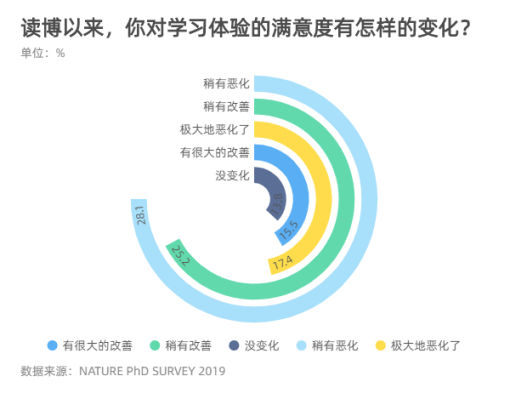 读博以来，你对学习体验的满意度有怎样的变化？
单位：%
稍有恶化
稍有改善
极大地恶化了
有很大的改善
没变化
13.8
15.5
17.4
25.2
28.1
有很大的改善 稍有改善 没变化 稍有恶化 极大地恶化了
数据来源：NATURE PhD SURVEY 2019